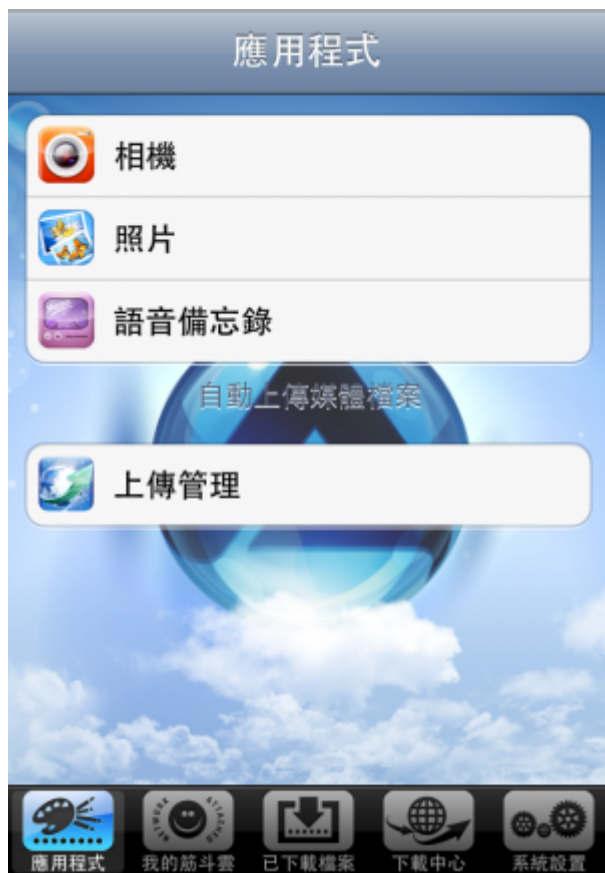 應用程式
相機
照片
語音備忘錄
自動上傳媒體檔案
上傳管理
NETWORK ATTACHED
應用程式
我的筋斗雲
已下載檔案
下載中心
系統設置